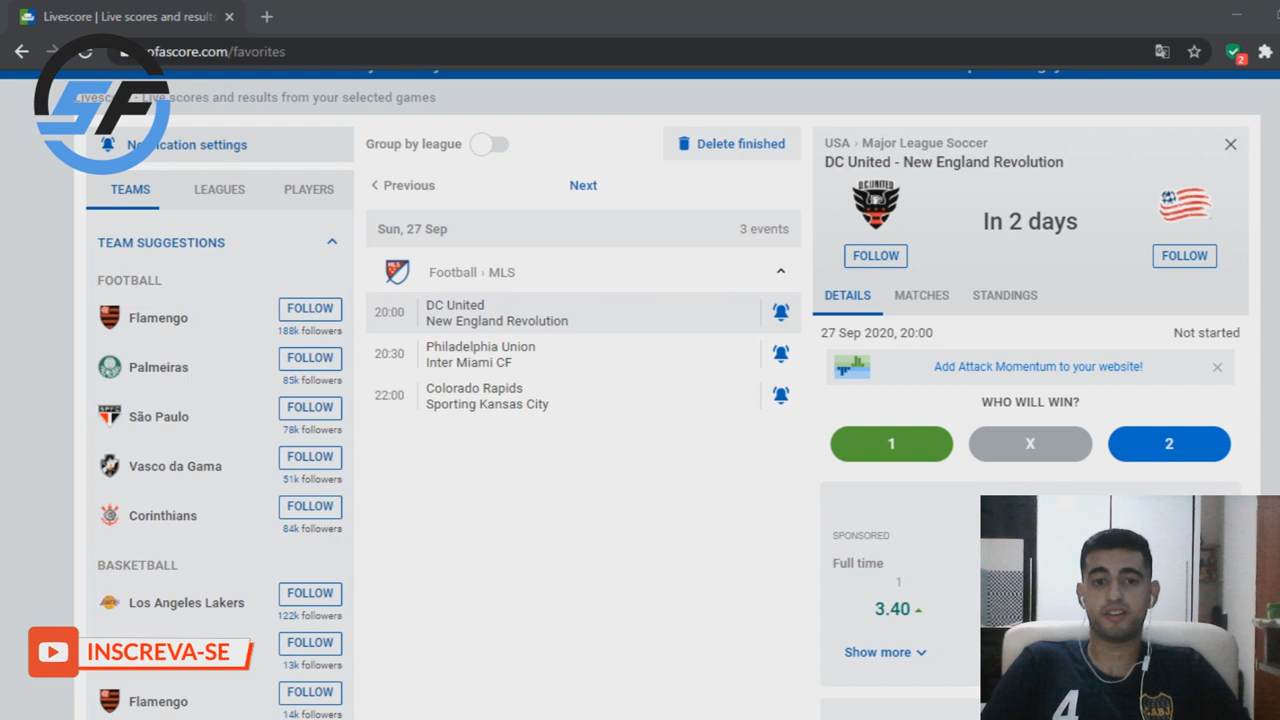 Livescore | Live scores and result
ofascore.com/favorites
2
Livescore - Live scores and results from your selected games
SF
Notification settings
TEAMS
LEAGUES
PLAYERS
TEAM SUGGESTIONS
FOOTBALL
Flamengo
FOLLOW
188k followers
Palmeiras
FOLLOW
85k followers
São Paulo
FOLLOW
78k followers
Vasco da Gama
FOLLOW
51k followers
Corinthians
FOLLOW
84k followers
BASKETBALL
Los Angeles Lakers
FOLLOW
122k followers
FOLLOW
13k followers
INSCREVA-SE
Flamengo
FOLLOW
14k followers
Group by league
Delete finished
Previous
Next
Sun, 27 Sep
3 events
MLS
Football › MLS
20:00
DC United
New England Revolution
20:30
Philadelphia Union
Inter Miami CF
22:00
Colorado Rapids
Sporting Kansas City
USA › Major League Soccer
DC United - New England Revolution
D.C.UNITED
In 2 days
FOLLOW
FOLLOW
DETAILS
MATCHES
STANDINGS
27 Sep 2020, 20:00
Not started
Add Attack Momentum to your website!
WHO WILL WIN?
1
X
2
SPONSORED
Full time
1
3.40
Show more
4
CABJ